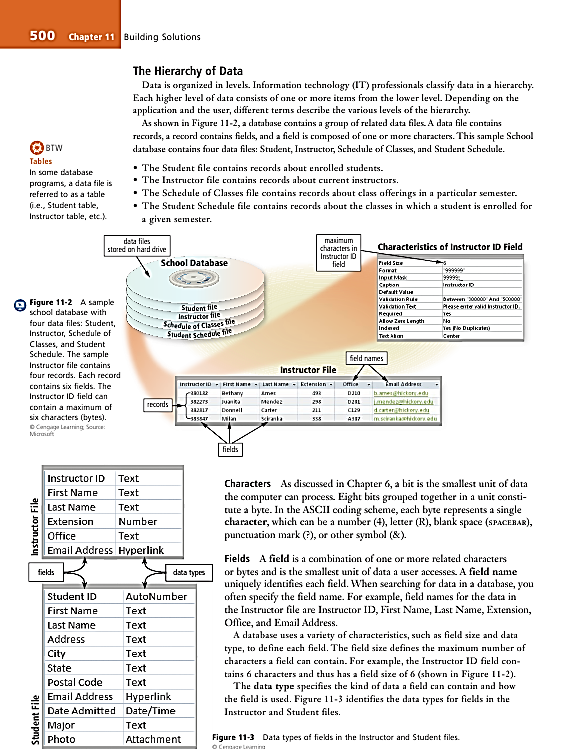 500 Chapter 11 Building Solutions
The Hierarchy of Data
Data is organized in levels. Information technology (IT) professionals classify data in a hierarchy.
Each higher level of data consists of one or more items from the lower level. Depending on the
application and the user, different terms describe the various levels of the hierarchy.
As shown in Figure 11-2, a database contains a group of related data files. A data file contains
records, a record contains fields, and a field is composed of one or more characters. This sample School
database contains four data files: Student, Instructor, Schedule of Classes, and Student Schedule.
• The Student file contains records about enrolled students.
• The Instructor file contains records about current instructors.
• The Schedule of Classes file contains records about class offerings in a particular semester.
• The Student Schedule file contains records about the classes in which a student is enrolled for
a given semester.
BTW
Tables
In some database
programs, a data file is
referred to as a table
(i.e., Student table,
Instructor table, etc.).
data files
stored on hard drive
School Database
Student file
Instructor file
Schedule of Classes file
Student Schedule file
maximum
characters in
Instructor ID
field
Characteristics of Instructor ID Field
Field Size 6
Format '999999'
Input Mask 99999;_
Caption Instructor ID
Default Value
Validation Rule Between '300000' And '500000'
Validation Text Please enter valid Instructor ID.
Required Yes
Allow Zero Length No
Indexed Yes (No Duplicates)
Text Align Center
Figure 11-2 A sample
school database with
four data files: Student,
Instructor, Schedule of
Classes, and Student
Schedule. The sample
Instructor file contains
four records. Each record
contains six fields. The
Instructor ID field can
contain a maximum of
six characters (bytes).
© Cengage Learning, Source:
Microsoft
field names
Instructor File
Instructor ID First Name Last Name Extension Office Email Address
380132 Bethany Ames 493 D210 b.ames@hickory.edu
382273 Juanita Mendez 298 D201 j.mendez@hickory.edu
382817 Donnell Carter 211 C129 d.carter@hickory.edu
383847 Milan Sciranka 338 A307 m.sciranka@hickory.edu
records
fields
Instructor File
Instructor ID Text
First Name Text
Last Name Text
Extension Number
Office Text
Email Address Hyperlink
fields
data types
Student File
Student ID AutoNumber
First Name Text
Last Name Text
Address Text
City Text
State Text
Postal Code Text
Email Address Hyperlink
Date Admitted Date/Time
Major Text
Photo Attachment
Characters As discussed in Chapter 6, a bit is the smallest unit of data
the computer can process. Eight bits grouped together in a unit consti-
tute a byte. In the ASCII coding scheme, each byte represents a single
character, which can be a number (4), letter (R), blank space (SPACEBAR),
punctuation mark (?), or other symbol (&).
Fields A field is a combination of one or more related characters
or bytes and is the smallest unit of data a user accesses. A field name
uniquely identifies each field. When searching for data in a database, you
often specify the field name. For example, field names for the data in
the Instructor file are Instructor ID, First Name, Last Name, Extension,
Office, and Email Address.
A database uses a variety of characteristics, such as field size and data
type, to define each field. The field size defines the maximum number of
characters a field can contain. For example, the Instructor ID field con-
tains 6 characters and thus has a field size of 6 (shown in Figure 11-2).
The data type specifies the kind of data a field can contain and how
the field is used. Figure 11-3 identifies the data types for fields in the
Instructor and Student files.
Figure 11-3 Data types of fields in the Instructor and Student files.
© Cengage Learning